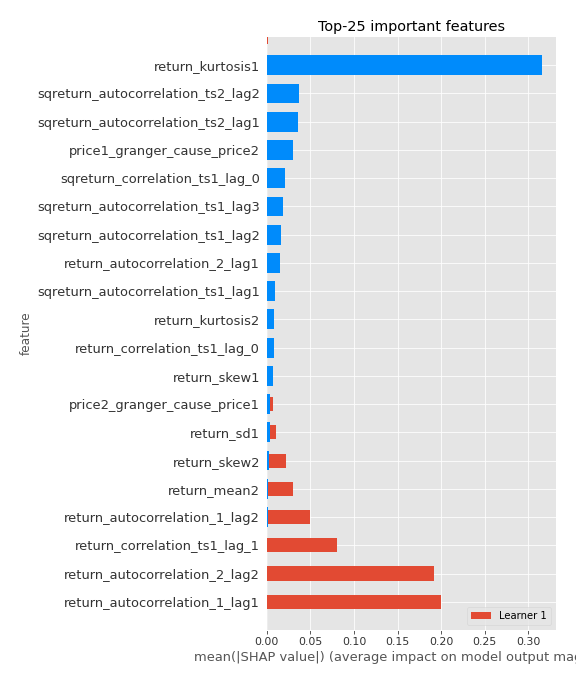 Top-25 important features
return_kurtosis1
sqreturn_autocorrelation_ts2_lag2
sqreturn_autocorrelation_ts2_lag1
price1_granger_cause_price2
sqreturn_correlation_ts1_lag_0
sqreturn_autocorrelation_ts1_lag3
sqreturn_autocorrelation_ts1_lag2
return_autocorrelation_2_lag1
sqreturn_autocorrelation_ts1_lag1
return_kurtosis2
return_correlation_ts1_lag_0
return_skew1
price2_granger_cause_price1
return_sd1
return_skew2
return_mean2
return_autocorrelation_1_lag2
return_correlation_ts1_lag_1
return_autocorrelation_2_lag2
return_autocorrelation_1_lag1
feature
Learner 1
0.00 0.05 0.10 0.15 0.20 0.25 0.30
mean(|SHAP value|) (average impact on model output mag